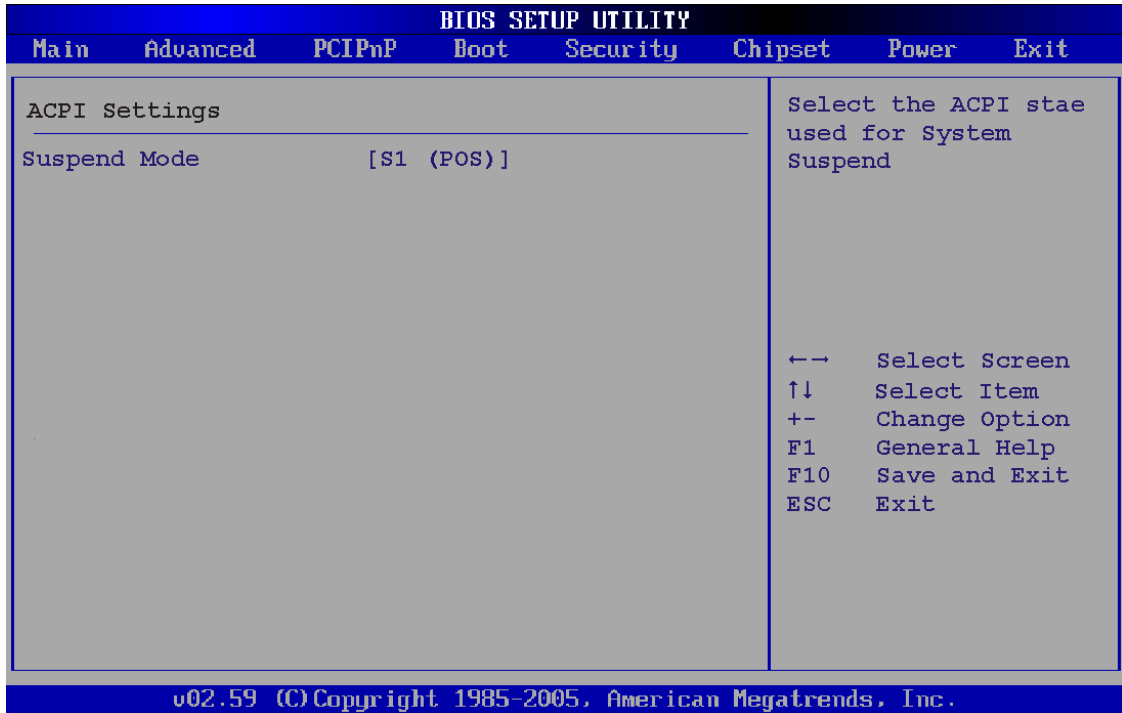 BIOS SETUP UTILITY
Main Advanced PCIPnP Boot Security Chipset Power Exit
ACPI Settings
Suspend Mode [S1 (POS)]
Select the ACPI stae
used for System
Suspend
←→ Select Screen
↑↓ Select Item
+- Change Option
F1 General Help
F10 Save and Exit
ESC Exit
v02.59 (C)Copyright 1985-2005, American Megatrends, Inc.